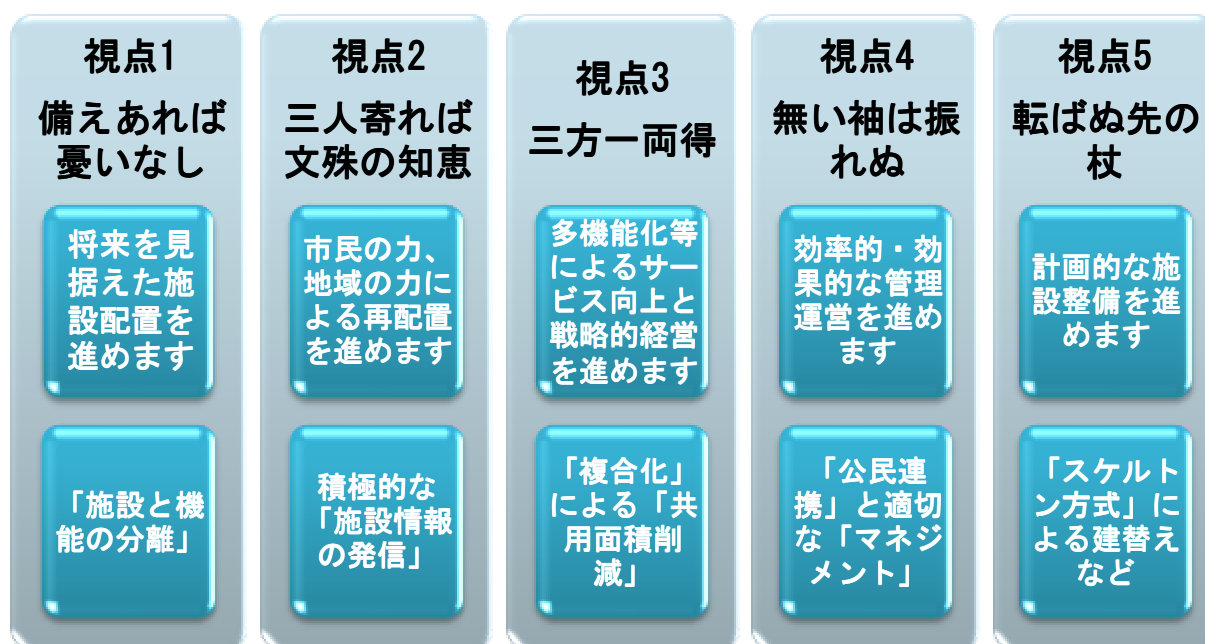 視点1
備えあれば
憂いなし
将来を見
据えた施
設配置を
進めます
「施設と機
能の分離」
視点2
三人寄れば
文殊の知恵
市民の力、
地域の力に
よる再配置
を進めます
積極的な
「施設情報
の発信」
視点3
三方一両得
多機能化等
によるサー
ビス向上と
戦略的経営
を進めます
「複合化」
による「共
用面積削
減」
視点4
無い袖は振
れぬ
効率的・効
果的な管理
運営を進め
ます
「公民連
携」と適切
な「マネジ
メント」
視点5
転ばぬ先の
杖
計画的な施
設整備を進
めます
「スケルト
ン方式」に
よる建替え
など